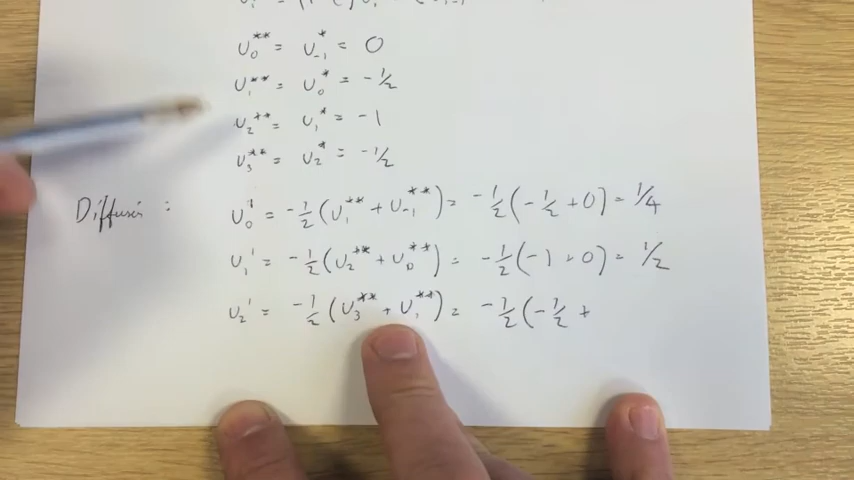 U₀** = U₋₁* = 0
U₁** = U₀* = -½
U₂** = U₁* = -1
U₃** = U₂* = -½
Diffusion : U₀¹ = -½(U₁** + U₋₁**) = -½(-½ + 0) = ¼
U₁¹ = -½(U₂** + U₀**) = -½(-1 + 0) = ½
U₂¹ = -½(U₃** + U₁**) = -½(-½ +